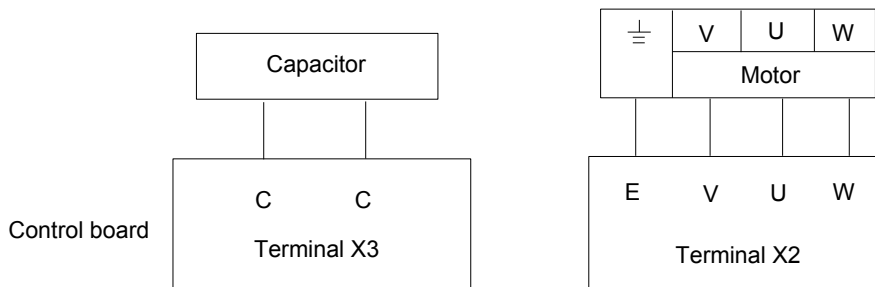 Capacitor
C C
Terminal X3
Control board
V U W
Motor
E V U W
Terminal X2